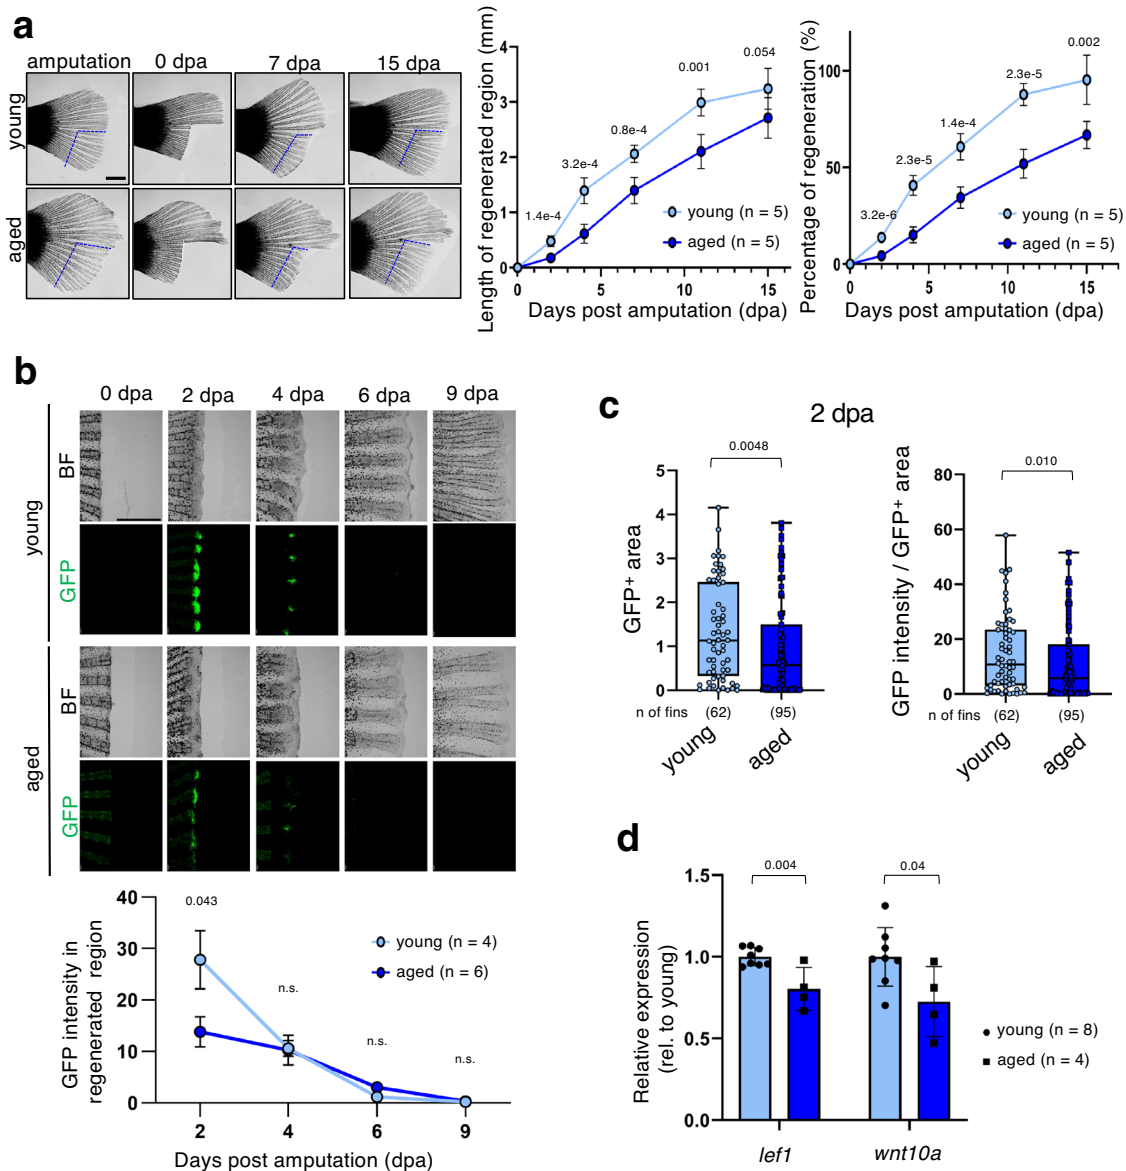 a
amputation 0 dpa 7 dpa 15 dpa
young
aged
Length of regenerated region (mm)
4
3
2
1
0
0 5 10 15
1.4e-4
3.2e-4
0.8e-4
0.001
0.054
young (n = 5)
aged (n = 5)
Days post amputation (dpa)
Percentage of regeneration (%)
100
50
0
0 5 10 15
3.2e-6
2.3e-5
1.4e-4
2.3e-5
0.002
young (n = 5)
aged (n = 5)
Days post amputation (dpa)
b
0 dpa 2 dpa 4 dpa 6 dpa 9 dpa
young
BF
GFP
aged
BF
GFP
GFP intensity in
regenerated region
40
30
20
10
0
0.043
n.s.
n.s.
n.s.
young (n = 4)
aged (n = 6)
2 4 6 9
Days post amputation (dpa)
c
2 dpa
0.0048
GFP+ area
5
4
3
2
1
0
n of fins (62) (95)
young aged
0.010
GFP intensity / GFP+ area
80
60
40
20
0
n of fins (62) (95)
young aged
d
0.004
0.04
Relative expression
(rel. to young)
1.5
1.0
0.5
0.0
young (n = 8)
aged (n = 4)
lef1 wnt10a